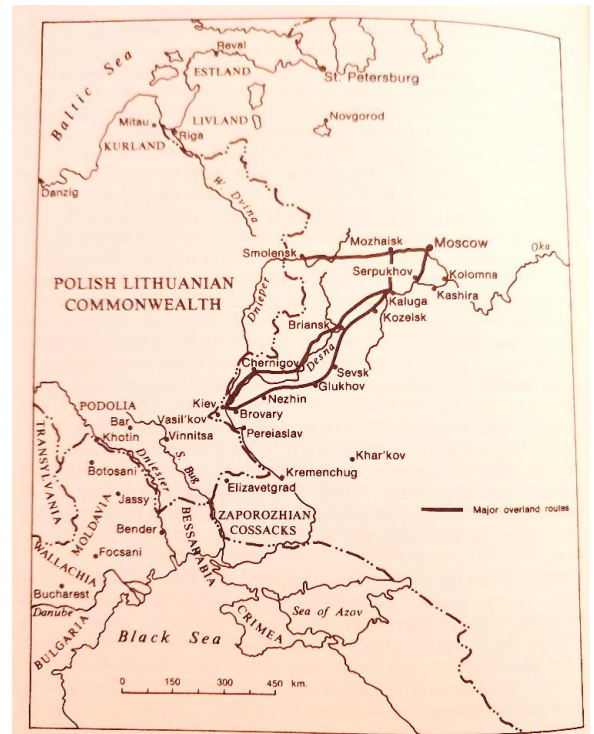 Reval
ESTLAND
St. Petersburg
Baltic Sea
LIVLAND
Novgorod
Mitau
Riga
KURLAND
Danzig
W. Dvina
Mozhaisk
Moscow
Smolensk
Oka
Serpukhov
Kolomna
POLISH LITHUANIAN
COMMONWEALTH
Dnieper
Kaluga
Kashira
Kozelsk
Briansk
Desna
Chernigov
Sevsk
Glukhov
Kiev
Nezhin
PODOLIA
Vasil'kov
Brovary
Bar
Khotin
Vinnitsa
Pereiaslav
TRANSYLVANIA
Dniester
S. Bug
Khar'kov
Botosani
Kremenchug
Elizavetgrad
Jassy
MOLDAVIA
BESSARABIA
ZAPOROZHIAN
COSSACKS
Major overland routes
Bender
WALLACHIA
Focsani
Bucharest
Danube
CRIMEA
Sea of Azov
BULGARIA
Black Sea
0 150 300 450 km.